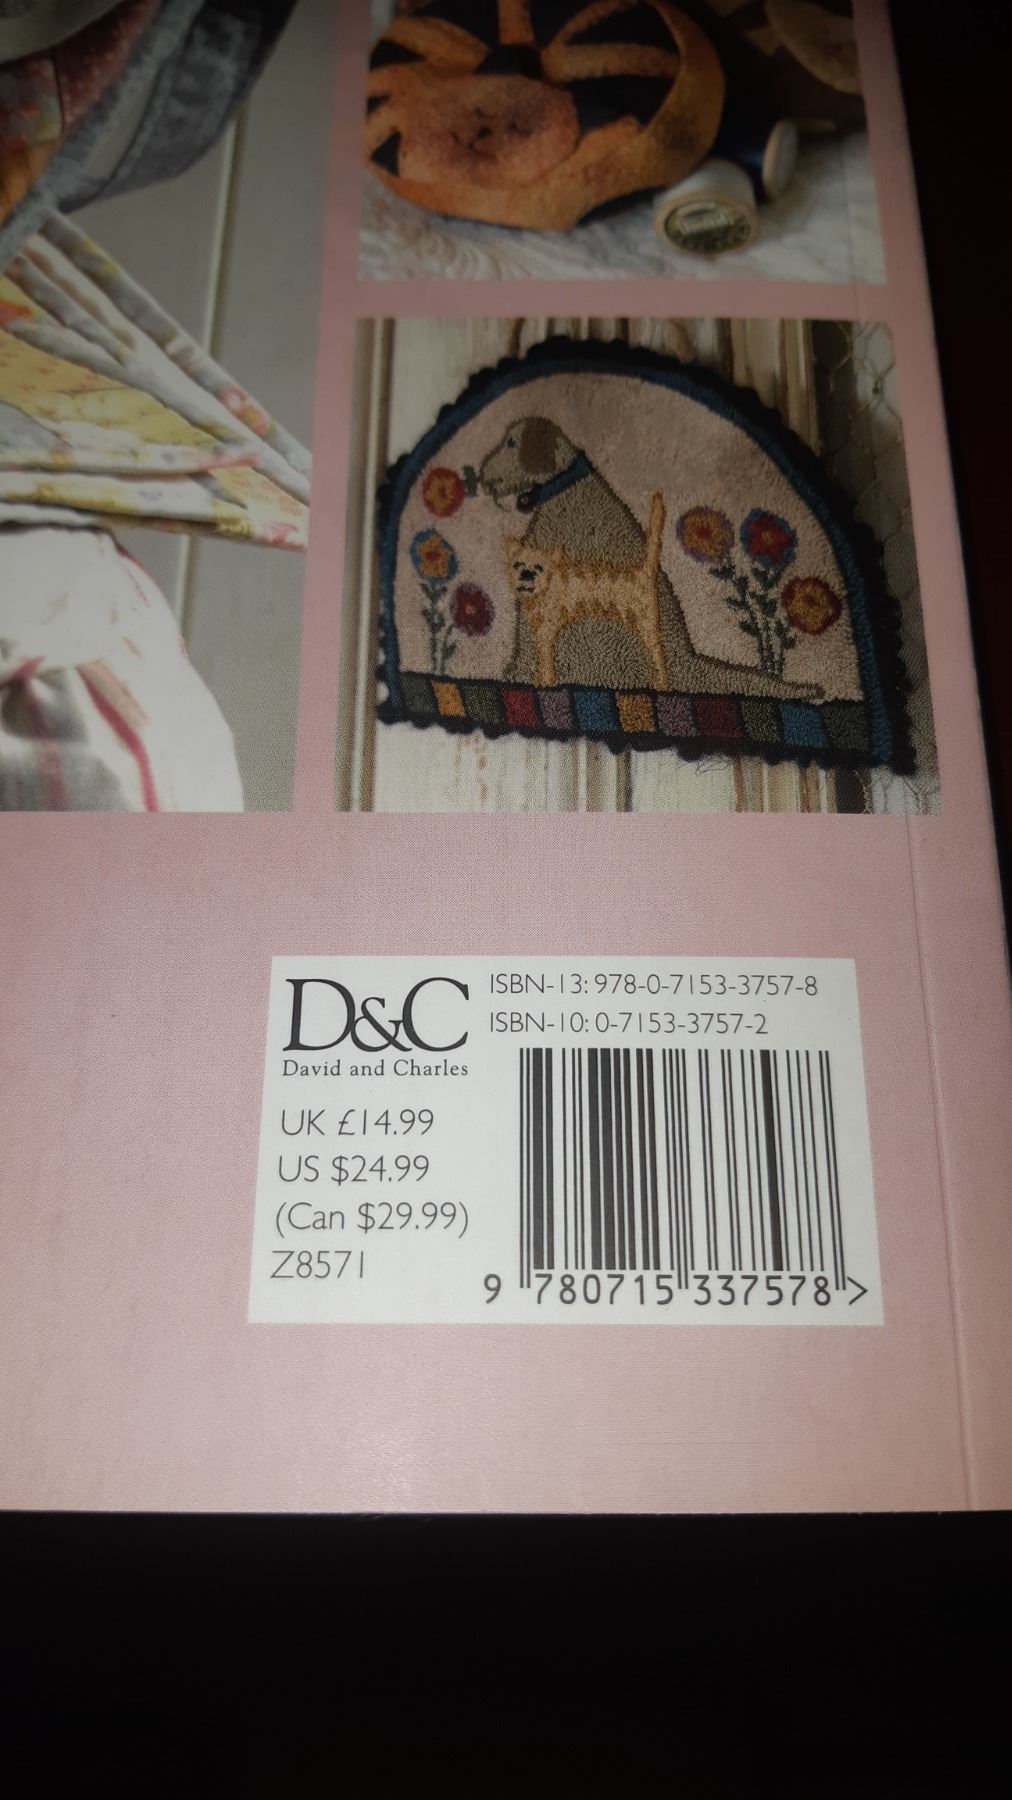 D&C
David and Charles
UK £14.99
US $24.99
(Can $29.99)
Z8571
ISBN-13: 978-0-7153-3757-8
ISBN-10: 0-7153-3757-2
9 780715 337578 >